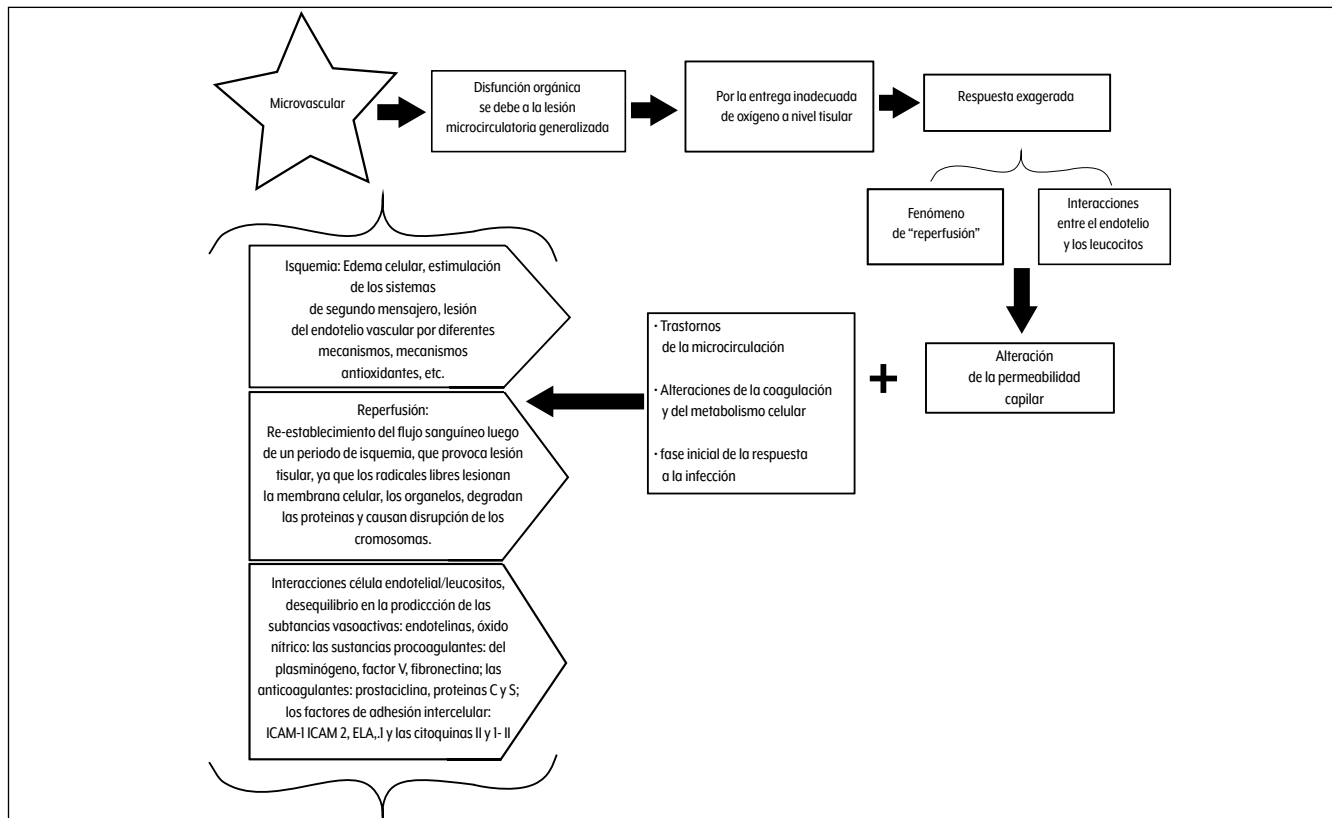 Microvascular
Disfunción orgánica
se debe a la lesión
microcirculatoria generalizada
Por la entrega inadecuada
de oxígeno a nivel tisular
Respuesta exagerada
Fenómeno
de “reperfusión”
Interacciones
entre el endotelio
y los leucocitos
Alteración
de la permeabilidad
capilar
+
· Trastornos
de la microcirculación
· Alteraciones de la coagulación
y del metabolismo celular
· fase inicial de la respuesta
a la infección
Isquemia: Edema celular, estimulación
de los sistemas
de segundo mensajero, lesión
del endotelio vascular por diferentes
mecanismos, mecanismos
antioxidantes, etc.
Reperfusión:
Re-establecimiento del flujo sanguíneo luego
de un periodo de isquemia, que provoca lesión
tisular, ya que los radicales libres lesionan
la membrana celular, los organelos, degradan
las proteinas y causan disrupción de los
cromosomas.
Interacciones célula endotelial/leucositos,
desequilibrio en la prodiccción de las
subtancias vasoactivas: endotelinas, óxido
nítrico: las sustancias procoagulantes: del
plasminógeno, factor V, fibronectina; las
anticoagulantes: prostaciclina, proteinas C y S;
los factores de adhesión intercelular:
ICAM-1 ICAM 2, ELA,.1 y las citoquinas II y 1- II